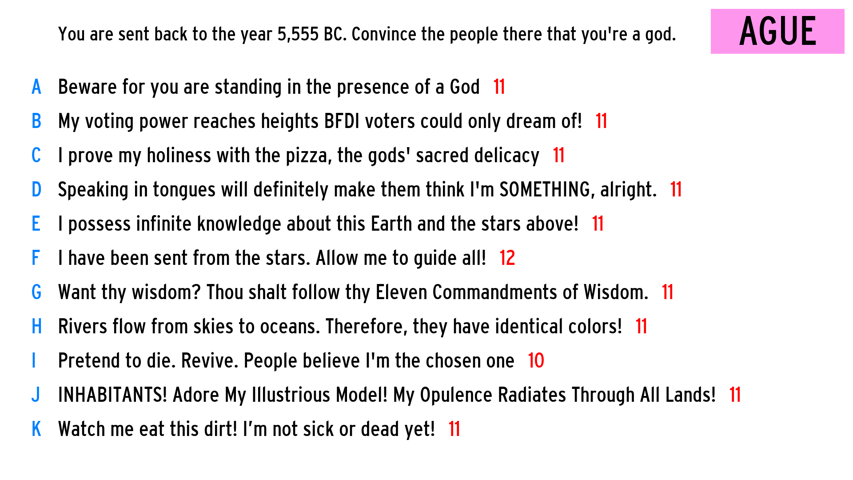 You are sent back to the year 5,555 BC. Convince the people there that you're a god.
AGUE
A Beware for you are standing in the presence of a God 11
B My voting power reaches heights BFDI voters could only dream of! 11
C I prove my holiness with the pizza, the gods' sacred delicacy 11
D Speaking in tongues will definitely make them think I'm SOMETHING, alright. 11
E I possess infinite knowledge about this Earth and the stars above! 11
F I have been sent from the stars. Allow me to guide all! 12
G Want thy wisdom? Thou shalt follow thy Eleven Commandments of Wisdom. 11
H Rivers flow from skies to oceans. Therefore, they have identical colors! 11
I Pretend to die. Revive. People believe I'm the chosen one 10
J INHABITANTS! Adore My Illustrious Model! My Opulence Radiates Through All Lands! 11
K Watch me eat this dirt! I’m not sick or dead yet! 11